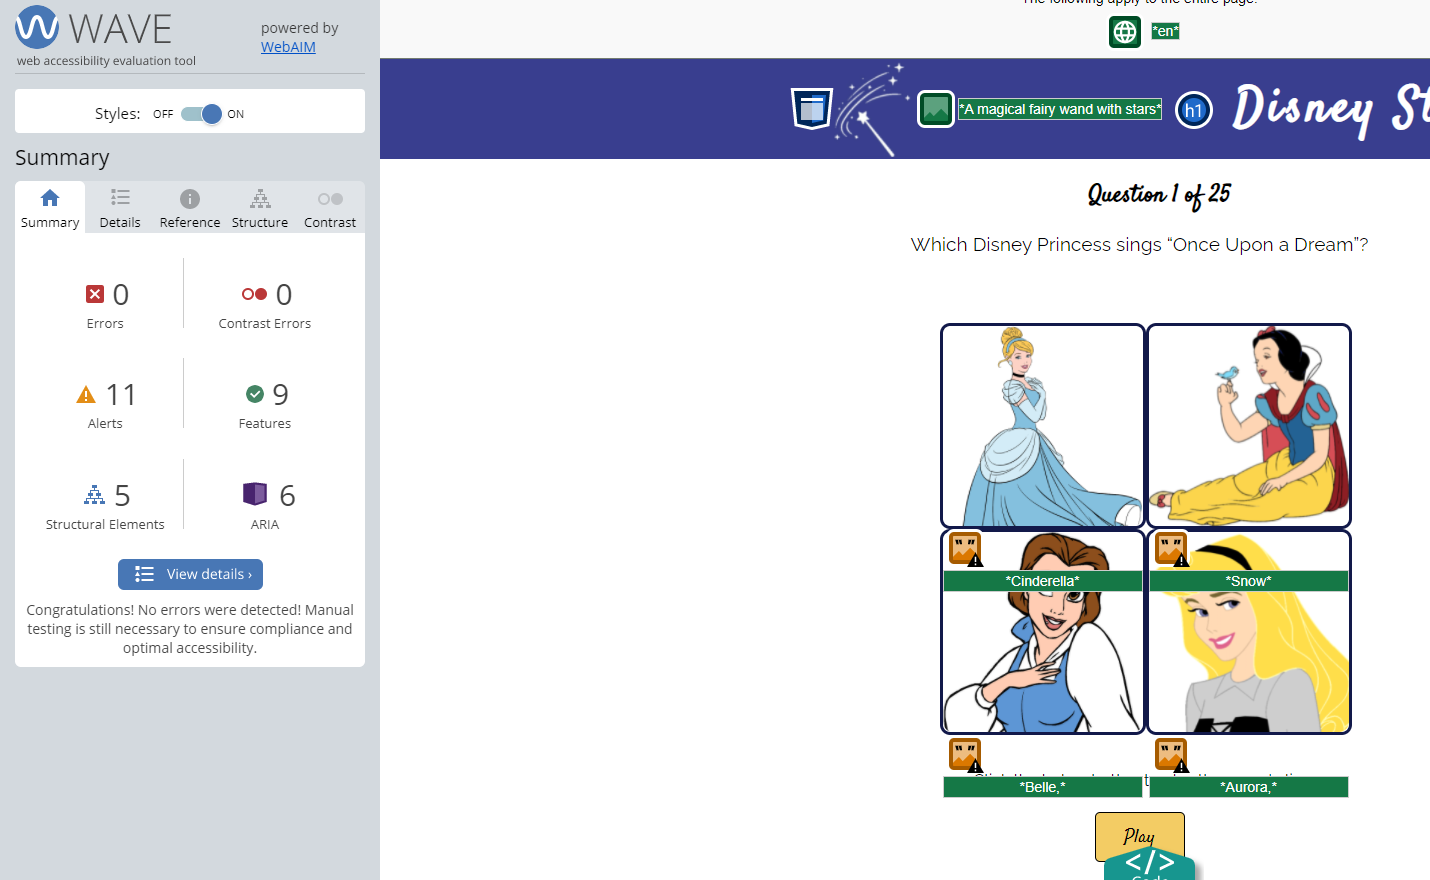 WAVE
powered by
WebAIM
web accessibility evaluation tool
Styles: OFF ON
Summary
Summary Details Reference Structure Contrast
0 0
Errors Contrast Errors
11 9
Alerts Features
5 6
Structural Elements ARIA
View details ›
Congratulations! No errors were detected! Manual
testing is still necessary to ensure compliance and
optimal accessibility.
The following apply to the entire page:
*en*
*A magical fairy wand with stars*
h1
Disney St
Question 1 of 25
Which Disney Princess sings “Once Upon a Dream”?
*Cinderella*
*Snow*
*Belle,*
*Aurora,*
Play
</>
Code